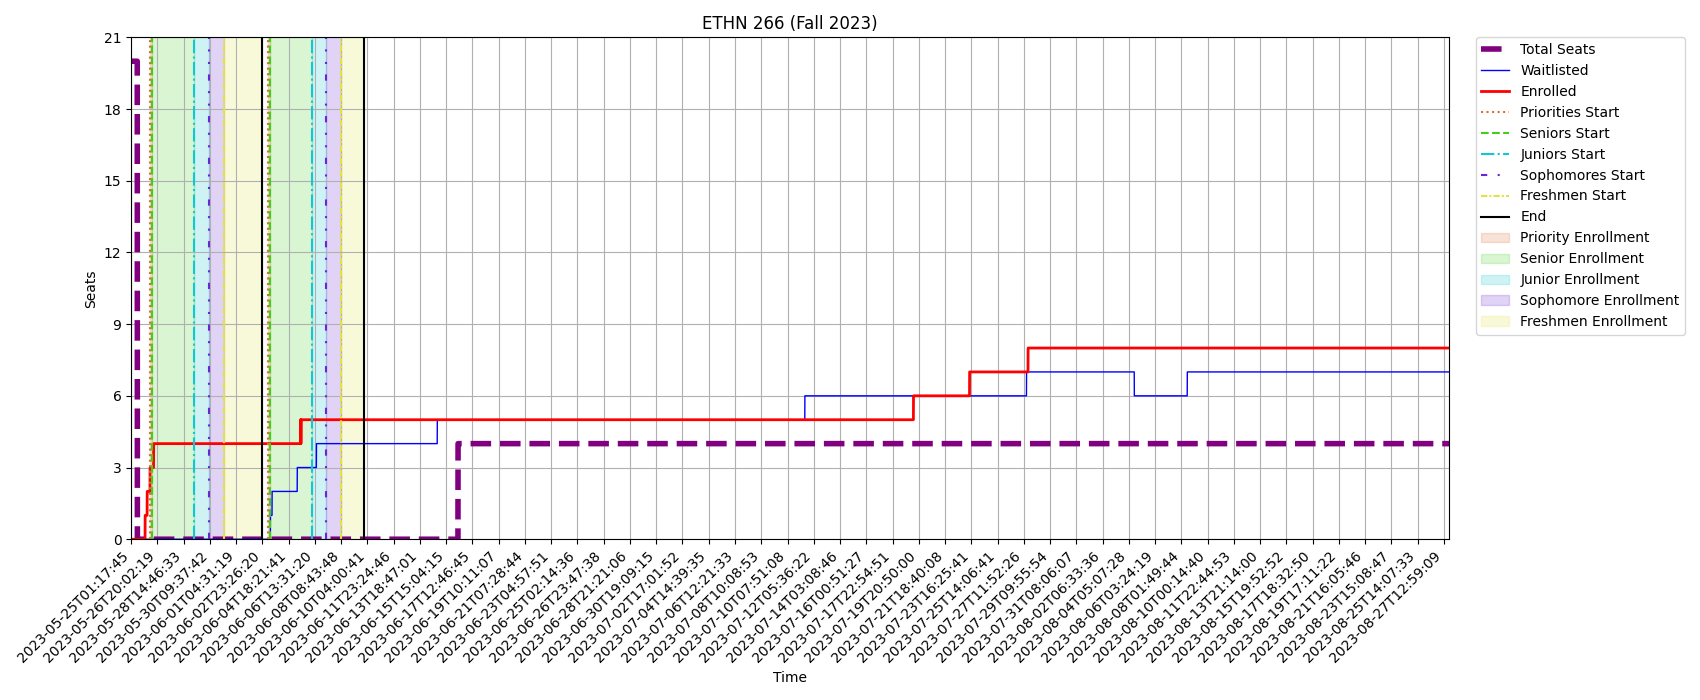 ETHN 266 (Fall 2023)
21
18
15
12
9
6
3
0
Seats
2023-05-25T01:17:45
2023-05-26T20:02:19
2023-05-28T14:46:33
2023-05-30T09:37:42
2023-06-01T04:31:19
2023-06-02T23:26:20
2023-06-04T18:21:41
2023-06-06T13:31:20
2023-06-08T08:43:48
2023-06-10T04:00:41
2023-06-11T23:24:46
2023-06-13T18:47:01
2023-06-15T15:04:15
2023-06-17T12:46:45
2023-06-19T10:11:07
2023-06-21T07:28:44
2023-06-23T04:57:51
2023-06-25T02:14:36
2023-06-26T23:47:38
2023-06-28T21:21:06
2023-06-30T19:09:15
2023-07-02T17:01:52
2023-07-04T14:39:35
2023-07-06T12:21:33
2023-07-08T10:08:53
2023-07-10T07:51:08
2023-07-12T05:36:22
2023-07-14T03:08:46
2023-07-16T00:51:27
2023-07-17T22:54:51
2023-07-19T20:50:00
2023-07-21T18:40:08
2023-07-23T16:25:41
2023-07-25T14:06:41
2023-07-27T11:52:26
2023-07-29T09:55:54
2023-07-31T08:06:07
2023-08-02T06:33:36
2023-08-04T05:07:28
2023-08-06T03:24:19
2023-08-08T01:49:44
2023-08-10T00:14:40
2023-08-11T22:44:53
2023-08-13T21:14:00
2023-08-15T19:52:52
2023-08-17T18:32:50
2023-08-19T17:11:22
2023-08-21T16:05:46
2023-08-23T15:08:47
2023-08-25T14:07:33
2023-08-27T12:59:09
Time
Total Seats
Waitlisted
Enrolled
Priorities Start
Seniors Start
Juniors Start
Sophomores Start
Freshmen Start
End
Priority Enrollment
Senior Enrollment
Junior Enrollment
Sophomore Enrollment
Freshmen Enrollment